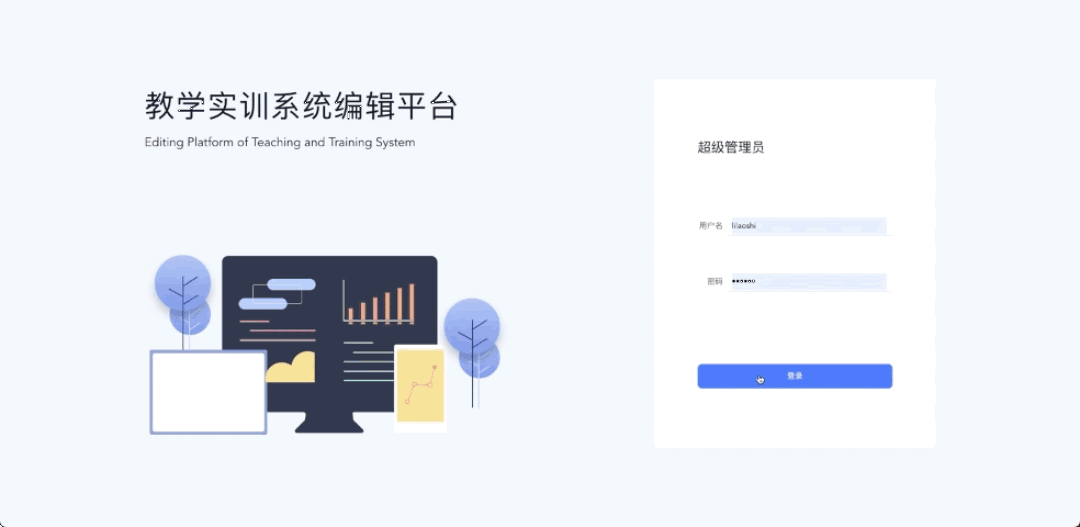 教学实训系统编辑平台
Editing Platform of Teaching and Training System
超级管理员
用户名 lilaoshi
密码 ●●●●●●
登录